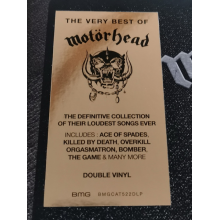 THE VERY BEST OF
Motörhead
THE DEFINITIVE COLLECTION
OF THEIR LOUDEST SONGS EVER
INCLUDES : ACE OF SPADES,
KILLED BY DEATH, OVERKILL
ORGASMATRON, BOMBER,
THE GAME & MANY MORE
DOUBLE VINYL
BMG BMGCAT533DLP